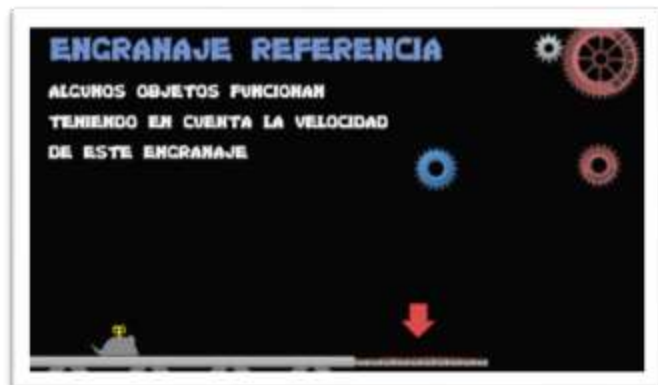 ENGRANAJE REFERENCIA
ALGUNOS OBJETOS FUNCIONAN
TENIENDO EN CUENTA LA VELOCIDAD
DE ESTE ENGRANAJE